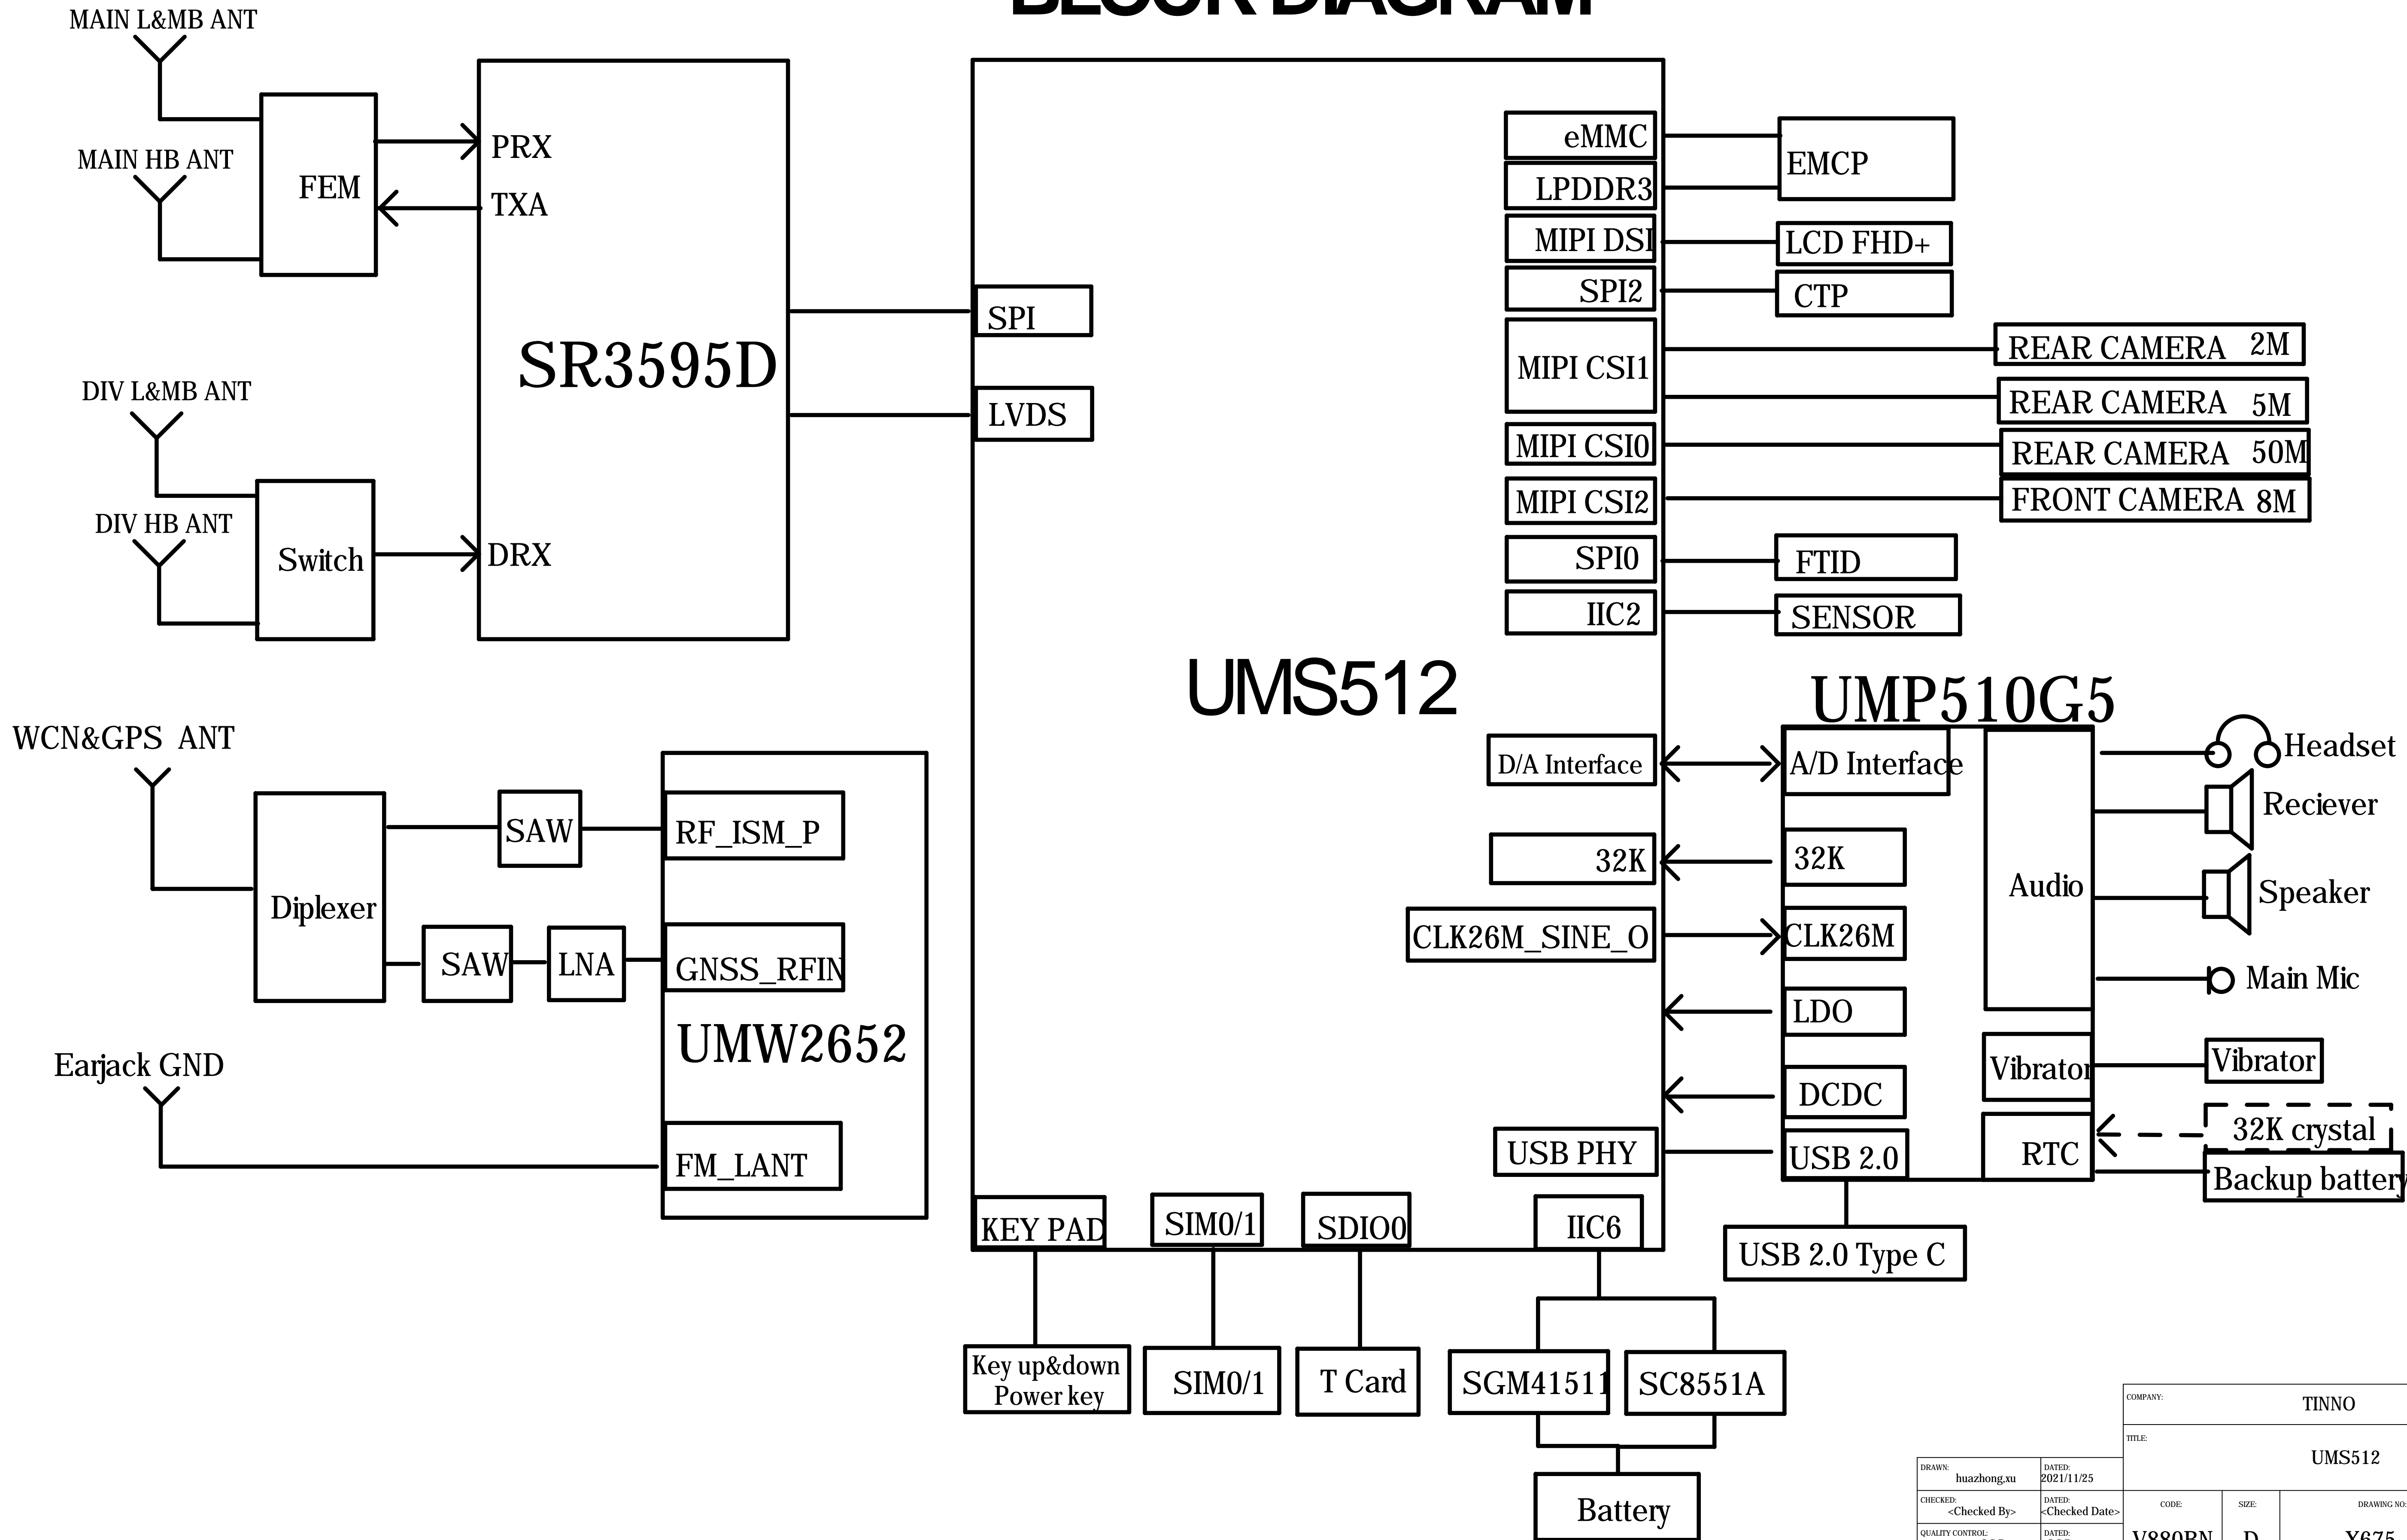 BLOCK DIAGRAM
MAIN L&MB ANT
MAIN HB ANT
FEM
PRX
TXA
SR3595D
DIV L&MB ANT
DIV HB ANT
Switch
DRX
SPI
LVDS
eMMC
LPDDR3
MIPI DSI
SPI2
MIPI CSI1
MIPI CSI0
MIPI CSI2
SPI0
IIC2
EMCP
LCD FHD+
CTP
REAR CAMERA 2M
REAR CAMERA 5M
REAR CAMERA 50M
FRONT CAMERA 8M
FTID
SENSOR
UMS512
UMP510G5
WCN&GPS ANT
Diplexer
SAW
RF_ISM_P
SAW
LNA
GNSS_RFIN
UMW2652
Earjack GND
FM_LANT
D/A Interface
32K
CLK26M_SINE_O
USB PHY
A/D Interface
32K
CLK26M
LDO
DCDC
USB 2.0
Audio
Vibrator
RTC
Headset
Reciever
Speaker
Main Mic
Vibrator
32K crystal
Backup battery
USB 2.0 Type C
KEY PAD
SIM0/1
SDIO0
IIC6
Key up&down
Power key
SIM0/1
T Card
SGM41511
SC8551A
Battery
COMPANY:
TINNO
TITLE:
UMS512
DRAWN:
huazhong,xu
DATED:
2021/11/25
CHECKED:
<Checked By>
DATED:
<Checked Date>
CODE:
SIZE:
DRAWING NO:
QUALITY CONTROL:
DATED:
V880BN
D
X675